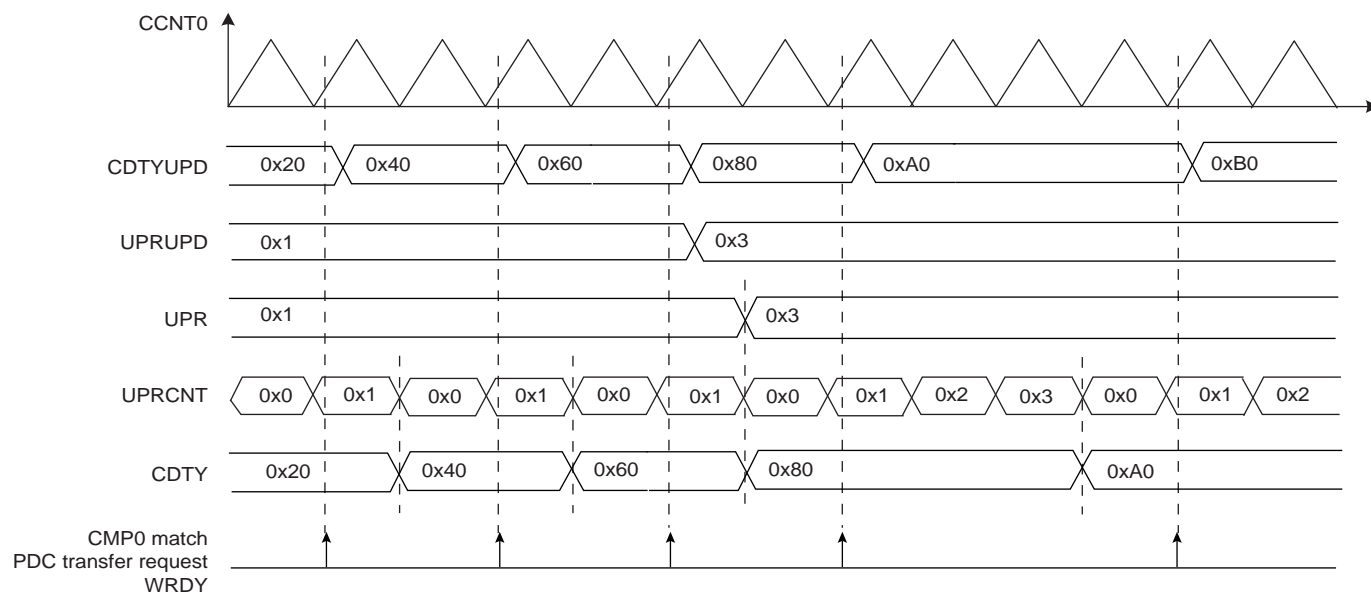 CCNT0
CDTYUPD 0x20 0x40 0x60 0x80 0xA0 0xB0
UPRUPD 0x1 0x3
UPR 0x1 0x3
UPRCNT 0x0 0x1 0x0 0x1 0x0 0x1 0x0 0x1 0x2 0x3 0x0 0x1 0x2
CDTY 0x20 0x40 0x60 0x80 0xA0
CMP0 match
PDC transfer request
WRDY